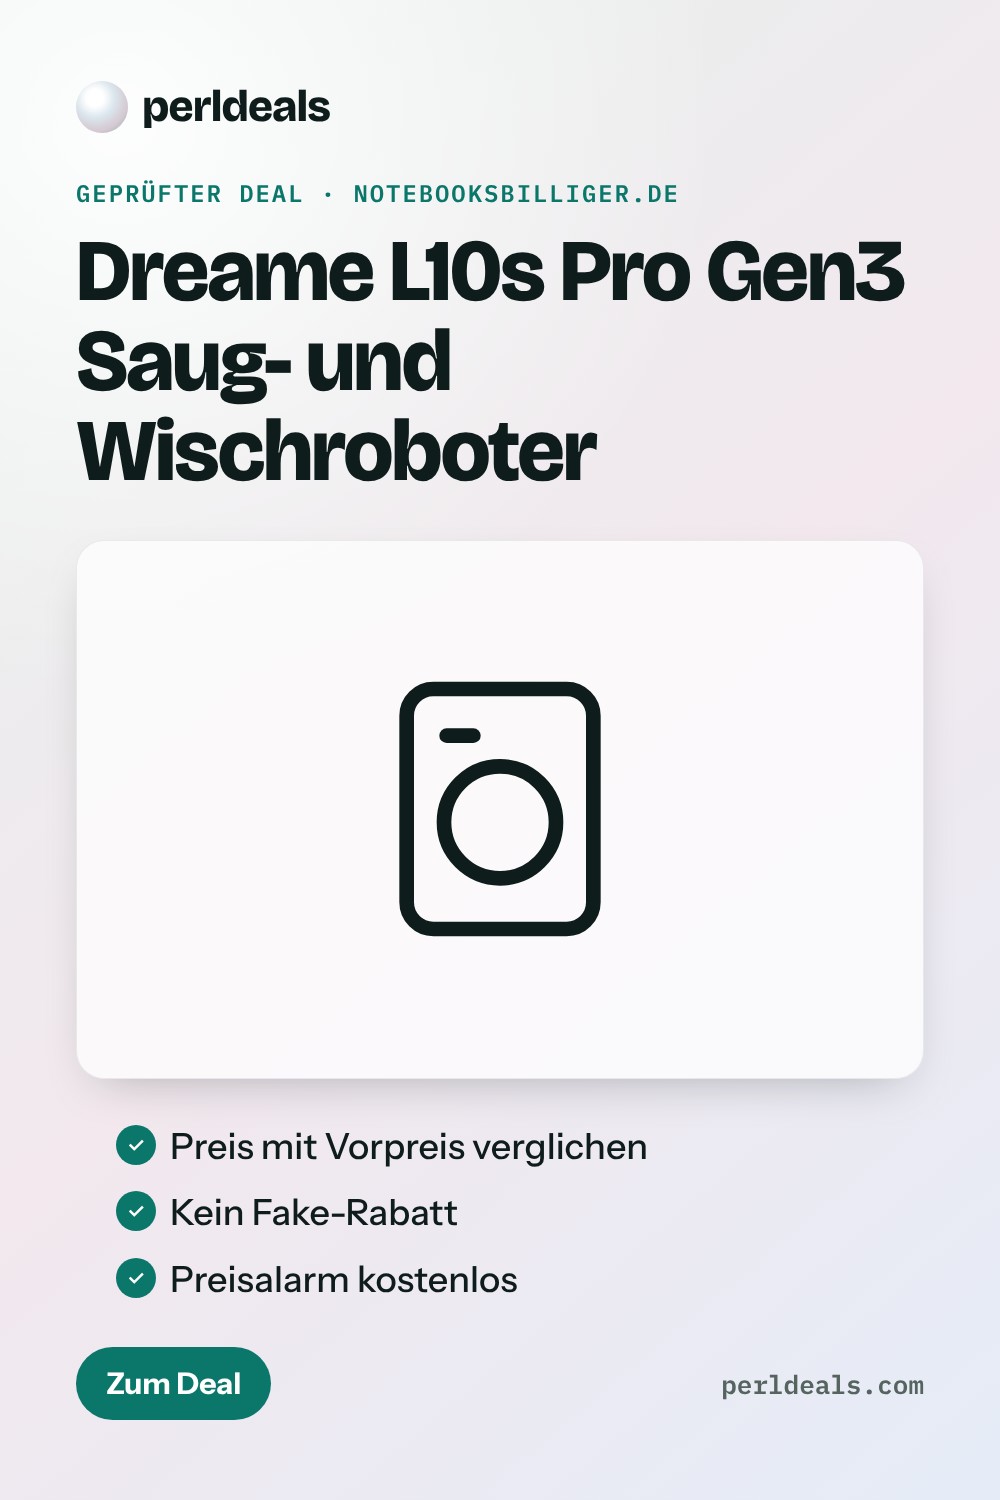 perldeals
GEPRÜFTER DEAL · NOTEBOOKSBILLIGER.DE
Dreame L10s Pro Gen3
Saug- und
Wischroboter
Preis mit Vorpreis verglichen
Kein Fake-Rabatt
Preisalarm kostenlos
Zum Deal
perldeals.com